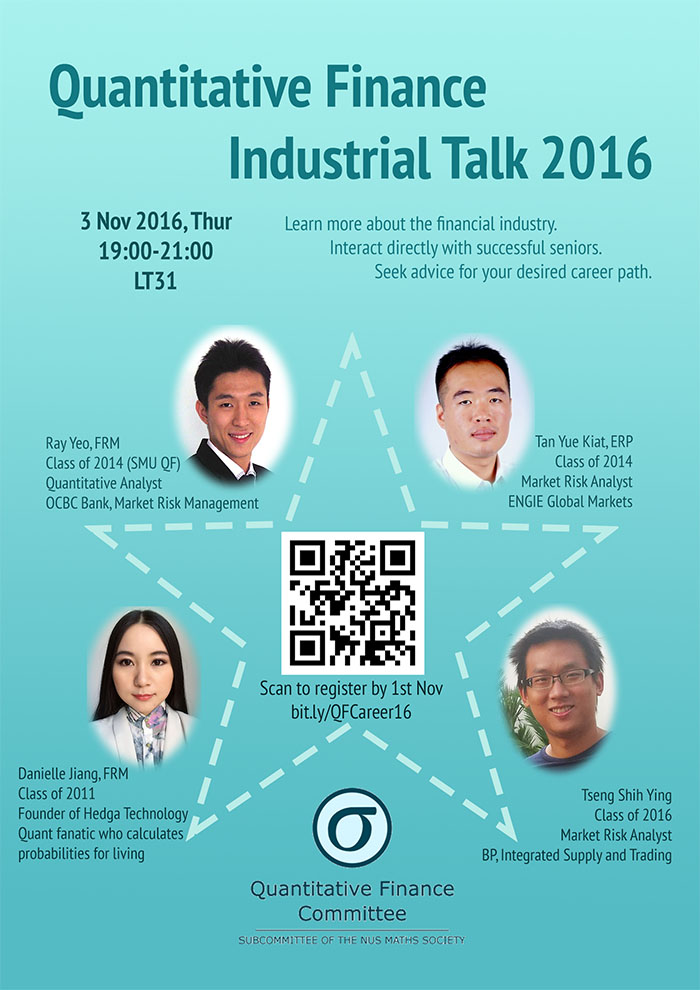 Quantitative Finance
Industrial Talk 2016
3 Nov 2016, Thur
19:00-21:00
LT31
Learn more about the financial industry.
Interact directly with successful seniors.
Seek advice for your desired career path.
Ray Yeo, FRM
Class of 2014 (SMU QF)
Quantitative Analyst
OCBC Bank, Market Risk Management
Tan Yue Kiat, ERP
Class of 2014
Market Risk Analyst
ENGIE Global Markets
Scan to register by 1st Nov
bit.ly/QFCareer16
Danielle Jiang, FRM
Class of 2011
Founder of Hedga Technology
Quant fanatic who calculates
probabilities for living
Tseng Shih Ying
Class of 2016
Market Risk Analyst
BP, Integrated Supply and Trading
σ
Quantitative Finance
Committee
SUBCOMMITTEE OF THE NUS MATHS SOCIETY